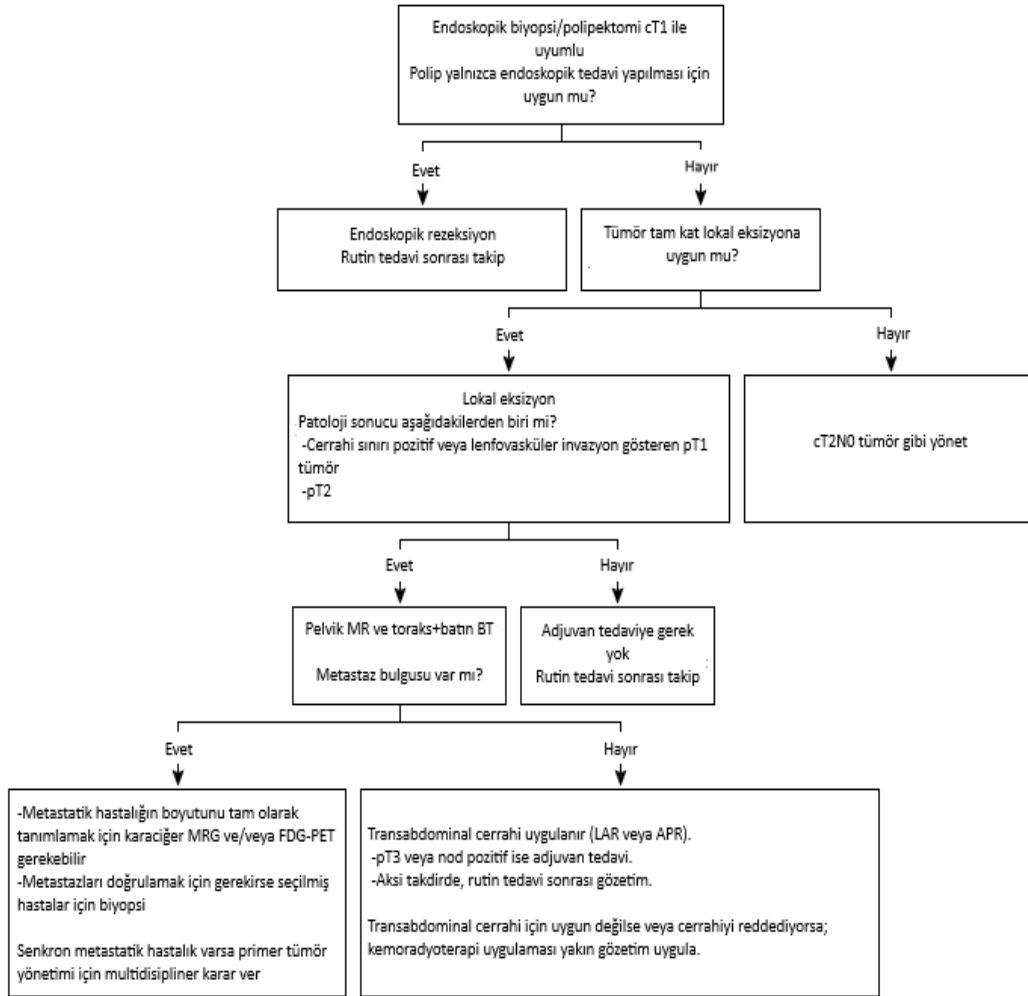 Endoskopik biyopsi/polipektomi cT1 ile
uyumlu
Polip yalnızca endoskopik tedavi yapılması için
uygun mu?
Evet
Hayır
Endoskopik rezeksiyon
Rutin tedavi sonrası takip
Tümör tam kat lokal eksizyona
uygun mu?
Evet
Hayır
Lokal eksizyon
Patoloji sonucu aşağıdakilerden biri mi?
-Cerrahi sınırı pozitif veya lenfovasküler invazyon gösteren pT1
tümör
-pT2
cT2N0 tümör gibi yönet
Evet
Hayır
Pelvik MR ve toraks+batın BT
Metastaz bulgusu var mı?
Adjuvan tedaviye gerek
yok
Rutin tedavi sonrası takip
Evet
Hayır
-Metastatik hastalığın boyutunu tam olarak
tanımlamak için karaciğer MRG ve/veya FDG-PET
gerekebilir
-Metastazları doğrulamak için gerekirse seçilmiş
hastalar için biyopsi
Senkron metastatik hastalık varsa primer tümör
yönetimi için multidisipliner karar ver
Transabdominal cerrahi uygulanır (LAR veya APR).
-pT3 veya nod pozitif ise adjuvan tedavi.
-Aksi takdirde, rutin tedavi sonrası gözetim.
Transabdominal cerrahi için uygun değilse veya cerrahiyi reddediyorsa;
kemoradyoterapi uygulaması yakın gözetim uygula.